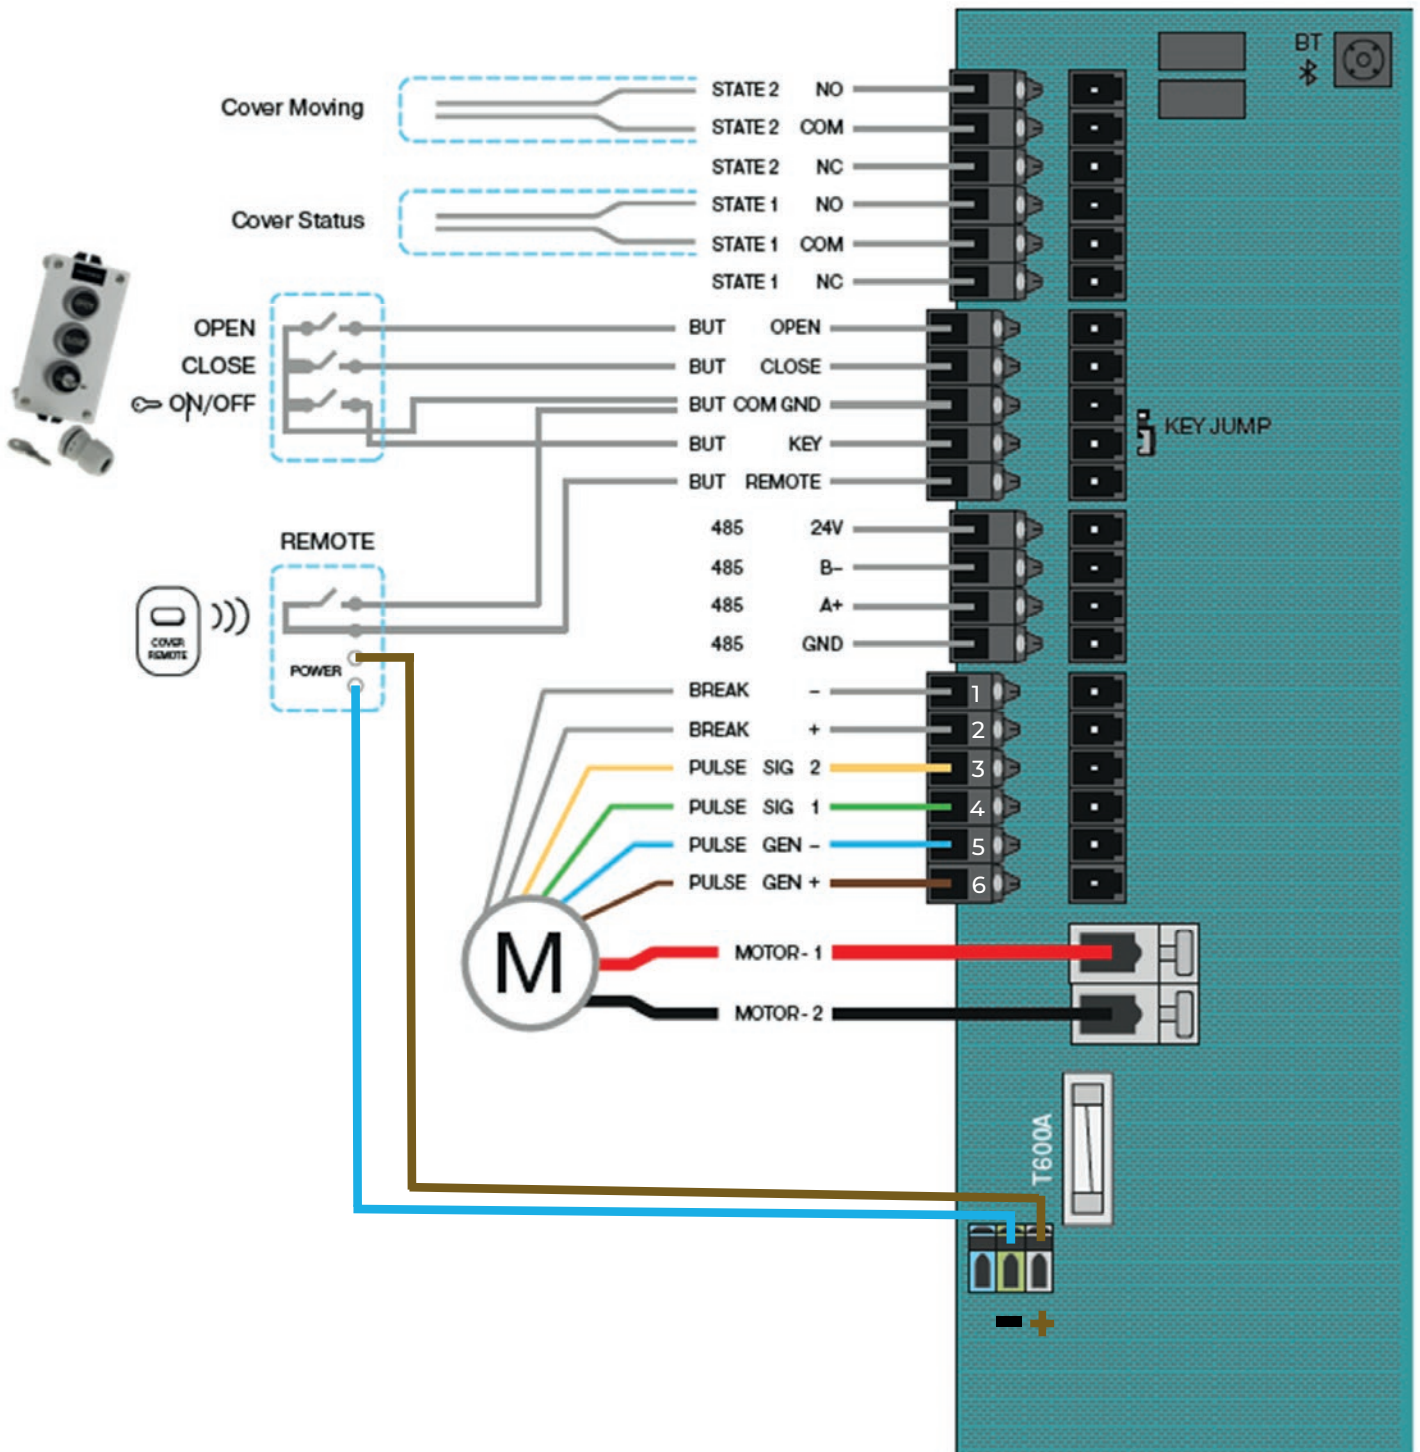 BT
Cover Moving
STATE 2 NO
STATE 2 COM
STATE 2 NC
Cover Status
STATE 1 NO
STATE 1 COM
STATE 1 NC
OPEN
BUT OPEN
CLOSE
BUT CLOSE
ON/OFF
BUT COM GND
KEY JUMP
BUT KEY
BUT REMOTE
REMOTE
COVER
REMOTE
POWER
485 24V
485 B–
485 A+
485 GND
BREAK – 1
BREAK + 2
PULSE SIG 2 3
PULSE SIG 1 4
PULSE GEN – 5
PULSE GEN + 6
M
MOTOR- 1
MOTOR- 2
T600A
- +